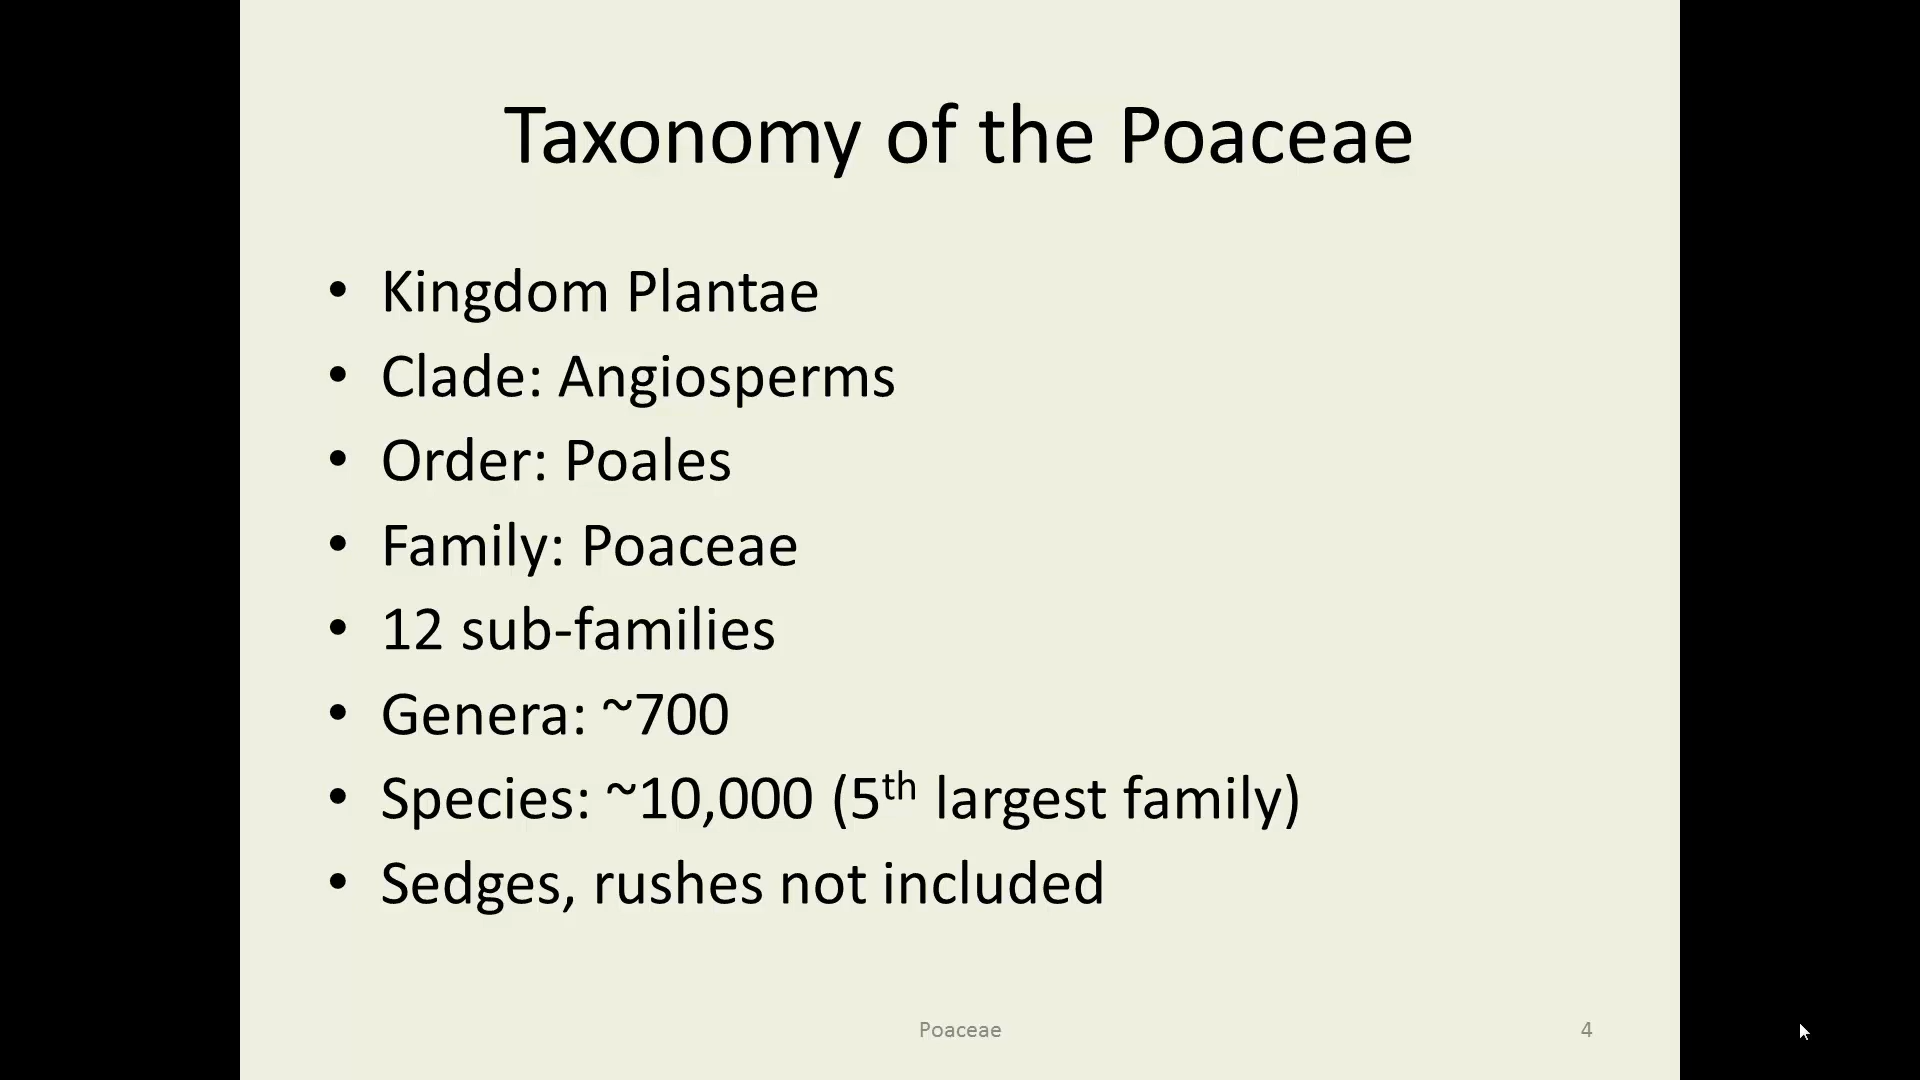 Taxonomy of the Poaceae
• Kingdom Plantae
• Clade: Angiosperms
• Order: Poales
• Family: Poaceae
• 12 sub-families
• Genera: ~700
• Species: ~10,000 (5th largest family)
• Sedges, rushes not included
Poaceae
4